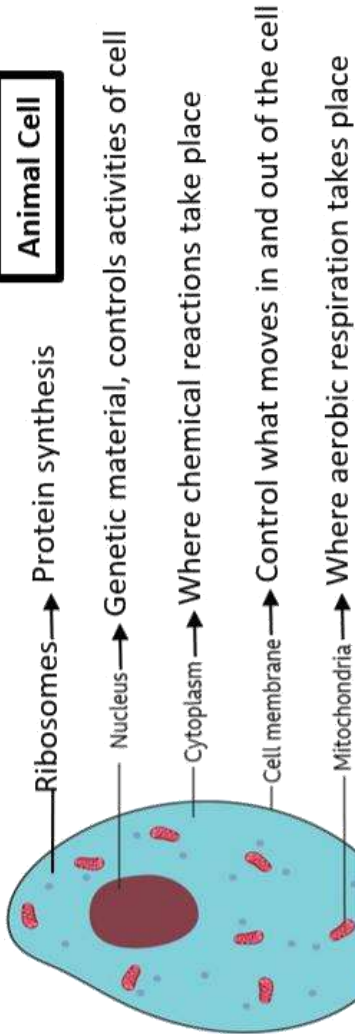 Animal Cell
Ribosomes → Protein synthesis
Nucleus → Genetic material, controls activities of cell
Cytoplasm → Where chemical reactions take place
Cell membrane → Control what moves in and out of the cell
Mitochondria → Where aerobic respiration takes place